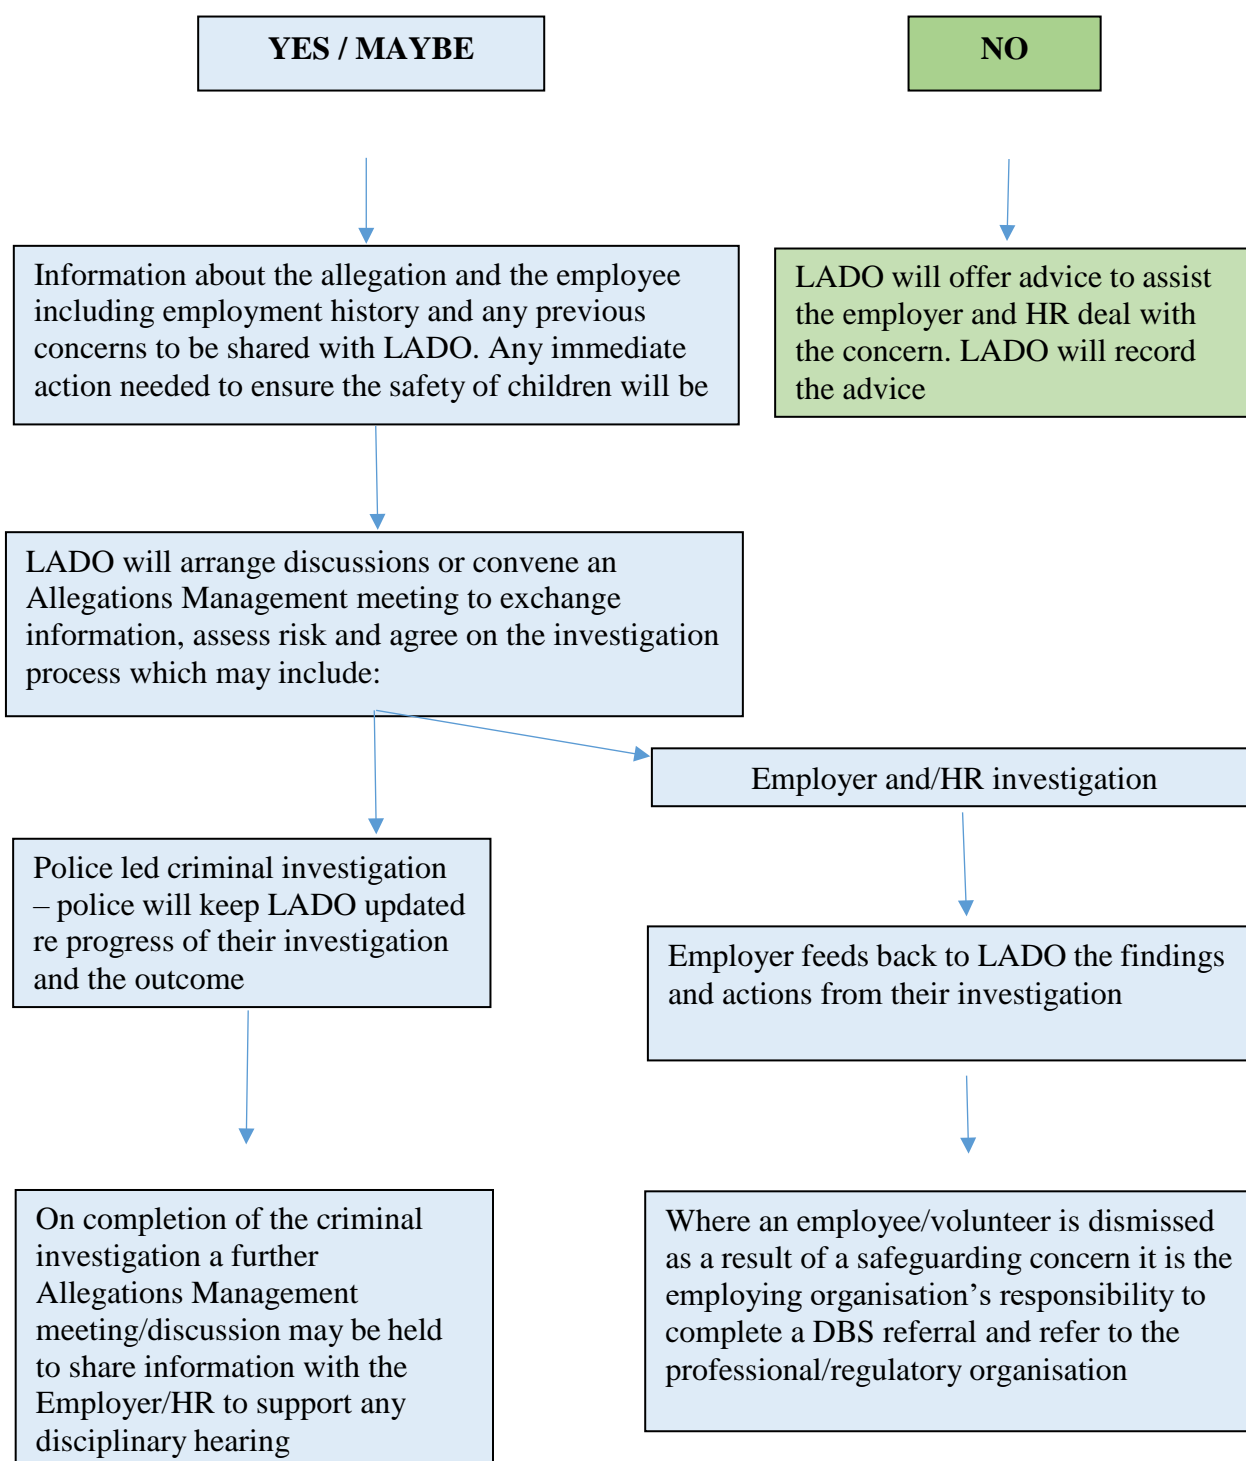 YES / MAYBE
NO
Information about the allegation and the employee
including employment history and any previous
concerns to be shared with LADO. Any immediate
action needed to ensure the safety of children will be
LADO will offer advice to assist
the employer and HR deal with
the concern. LADO will record
the advice
LADO will arrange discussions or convene an
Allegations Management meeting to exchange
information, assess risk and agree on the investigation
process which may include:
Employer and/HR investigation
Police led criminal investigation
– police will keep LADO updated
re progress of their investigation
and the outcome
Employer feeds back to LADO the findings
and actions from their investigation
On completion of the criminal
investigation a further
Allegations Management
meeting/discussion may be held
to share information with the
Employer/HR to support any
disciplinary hearing
Where an employee/volunteer is dismissed
as a result of a safeguarding concern it is the
employing organisation’s responsibility to
complete a DBS referral and refer to the
professional/regulatory organisation